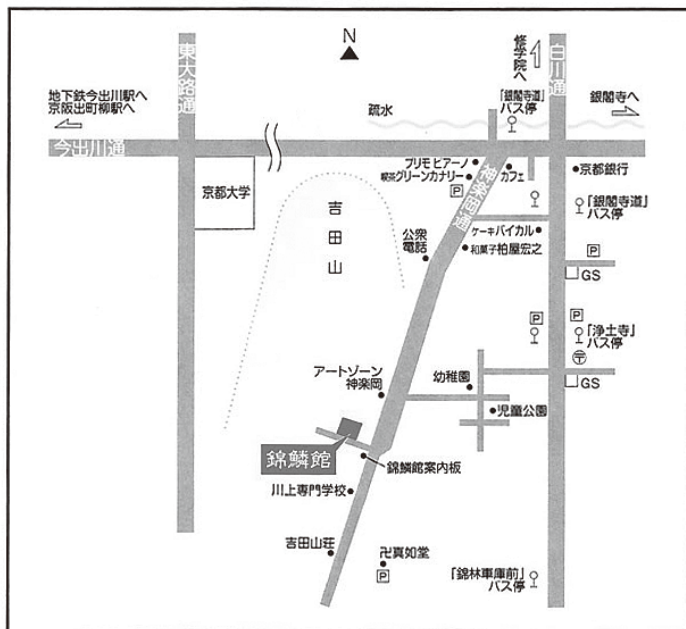 N
東大路通
白川通
修学院へ
地下鉄今出川駅へ
京阪出町柳駅へ
疏水
「銀閣寺道」
バス停
銀閣寺へ
今出川通
プリモ ピアーノ
喫茶グリーンカナリー
P
カフェ
京都銀行
京都大学
吉田山
神楽岡通
「銀閣寺道」
バス停
公衆
電話
ケーキ バイカル
和菓子 柏屋宏之
P
GS
P
P
「浄土寺」
バス停
〒
アートゾーン
神楽岡
幼稚園
GS
児童公園
錦鱗館
錦鱗館案内板
川上専門学校
吉田山荘
卍真如堂
P
「錦林車庫前」
バス停